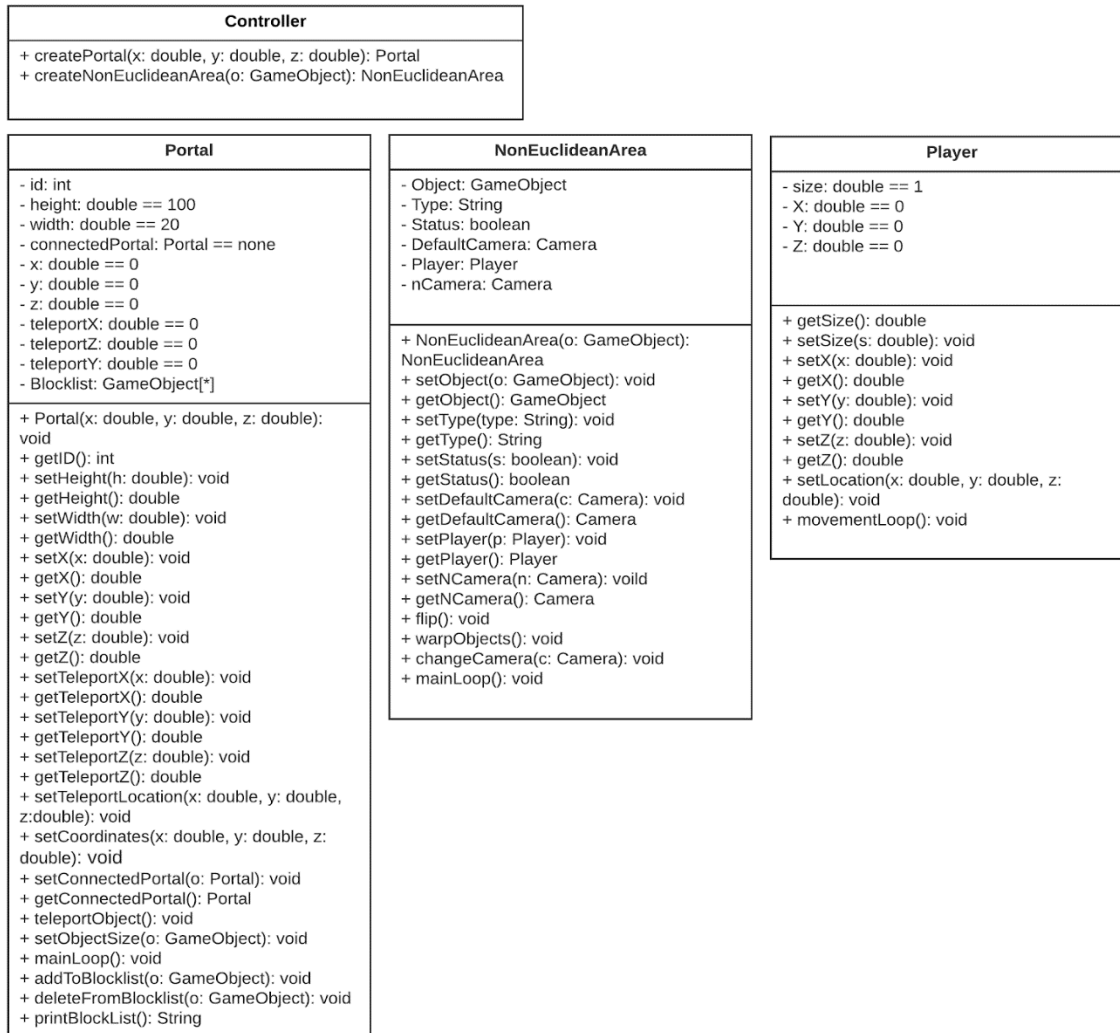 Controller
+ createPortal(x: double, y: double, z: double): Portal
+ createNonEuclideanArea(o: GameObject): NonEuclideanArea
Portal
- id: int
- height: double == 100
- width: double == 20
- connectedPortal: Portal == none
- x: double == 0
- y: double == 0
- z: double == 0
- teleportX: double == 0
- teleportZ: double == 0
- teleportY: double == 0
- Blocklist: GameObject[*]
+ Portal(x: double, y: double, z: double):
void
+ getID(): int
+ setHeight(h: double): void
+ getHeight(): double
+ setWidth(w: double): void
+ getWidth(): double
+ setX(x: double): void
+ getX(): double
+ setY(y: double): void
+ getY(): double
+ setZ(z: double): void
+ getZ(): double
+ setTeleportX(x: double): void
+ getTeleportX(): double
+ setTeleportY(y: double): void
+ getTeleportY(): double
+ setTeleportZ(z: double): void
+ getTeleportZ(): double
+ setTeleportLocation(x: double, y: double,
z:double): void
+ setCoordinates(x: double, y: double, z:
double): void
+ setConnectedPortal(o: Portal): void
+ getConnectedPortal(): Portal
+ teleportObject(): void
+ setObjectSize(o: GameObject): void
+ mainLoop(): void
+ addToBlocklist(o: GameObject): void
+ deleteFromBlocklist(o: GameObject): void
+ printBlockList(): String
NonEuclideanArea
- Object: GameObject
- Type: String
- Status: boolean
- DefaultCamera: Camera
- Player: Player
- nCamera: Camera
+ NonEuclideanArea(o: GameObject):
NonEuclideanArea
+ setObject(o: GameObject): void
+ getObject(): GameObject
+ setType(type: String): void
+ getType(): String
+ setStatus(s: boolean): void
+ getStatus(): boolean
+ setDefaultCamera(c: Camera): void
+ getDefaultCamera(): Camera
+ setPlayer(p: Player): void
+ getPlayer(): Player
+ setNCamera(n: Camera): voild
+ getNCamera(): Camera
+ flip(): void
+ warpObjects(): void
+ changeCamera(c: Camera): void
+ mainLoop(): void
Player
- size: double == 1
- X: double == 0
- Y: double == 0
- Z: double == 0
+ getSize(): double
+ setSize(s: double): void
+ setX(x: double): void
+ getX(): double
+ setY(y: double): void
+ getY(): double
+ setZ(z: double): void
+ getZ(): double
+ setLocation(x: double, y: double, z:
double): void
+ movementLoop(): void